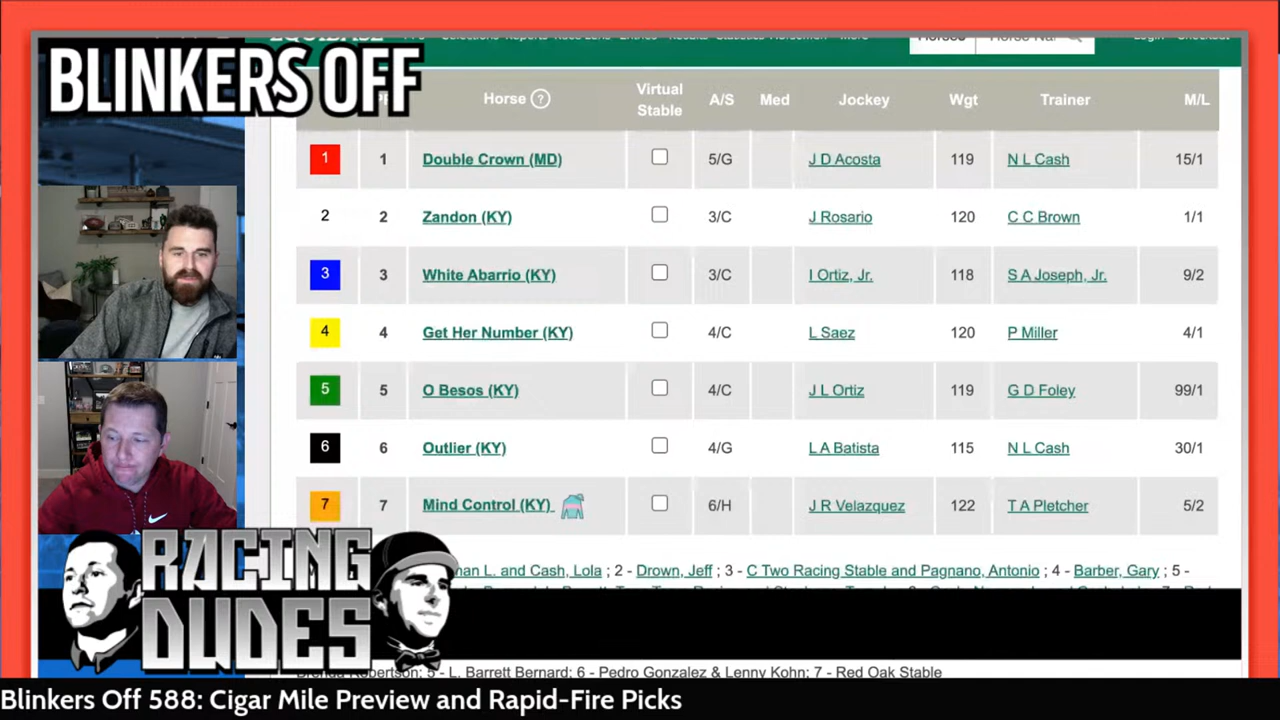 BLINKERS OFF
Horse ? Virtual Stable A/S Med Jockey Wgt Trainer M/L
1 1 Double Crown (MD) 5/G J D Acosta 119 N L Cash 15/1
2 2 Zandon (KY) 3/C J Rosario 120 C C Brown 1/1
3 3 White Abarrio (KY) 3/C I Ortiz, Jr. 118 S A Joseph, Jr. 9/2
4 4 Get Her Number (KY) 4/C L Saez 120 P Miller 4/1
5 5 O Besos (KY) 4/C J L Ortiz 119 G D Foley 99/1
6 6 Outlier (KY) 4/G L A Batista 115 N L Cash 30/1
7 7 Mind Control (KY) 6/H J R Velazquez 122 T A Pletcher 5/2
L. and Cash, Lola ; 2 - Drown, Jeff ; 3 - C Two Racing Stable and Pagnano, Antonio ; 4 - Barber, Gary ; 5 -
RACING
DUDES
Robertson; 5 - L. Barrett Bernard; 6 - Pedro Gonzalez & Lenny Kohn; 7 - Red Oak Stable
Blinkers Off 588: Cigar Mile Preview and Rapid-Fire Picks